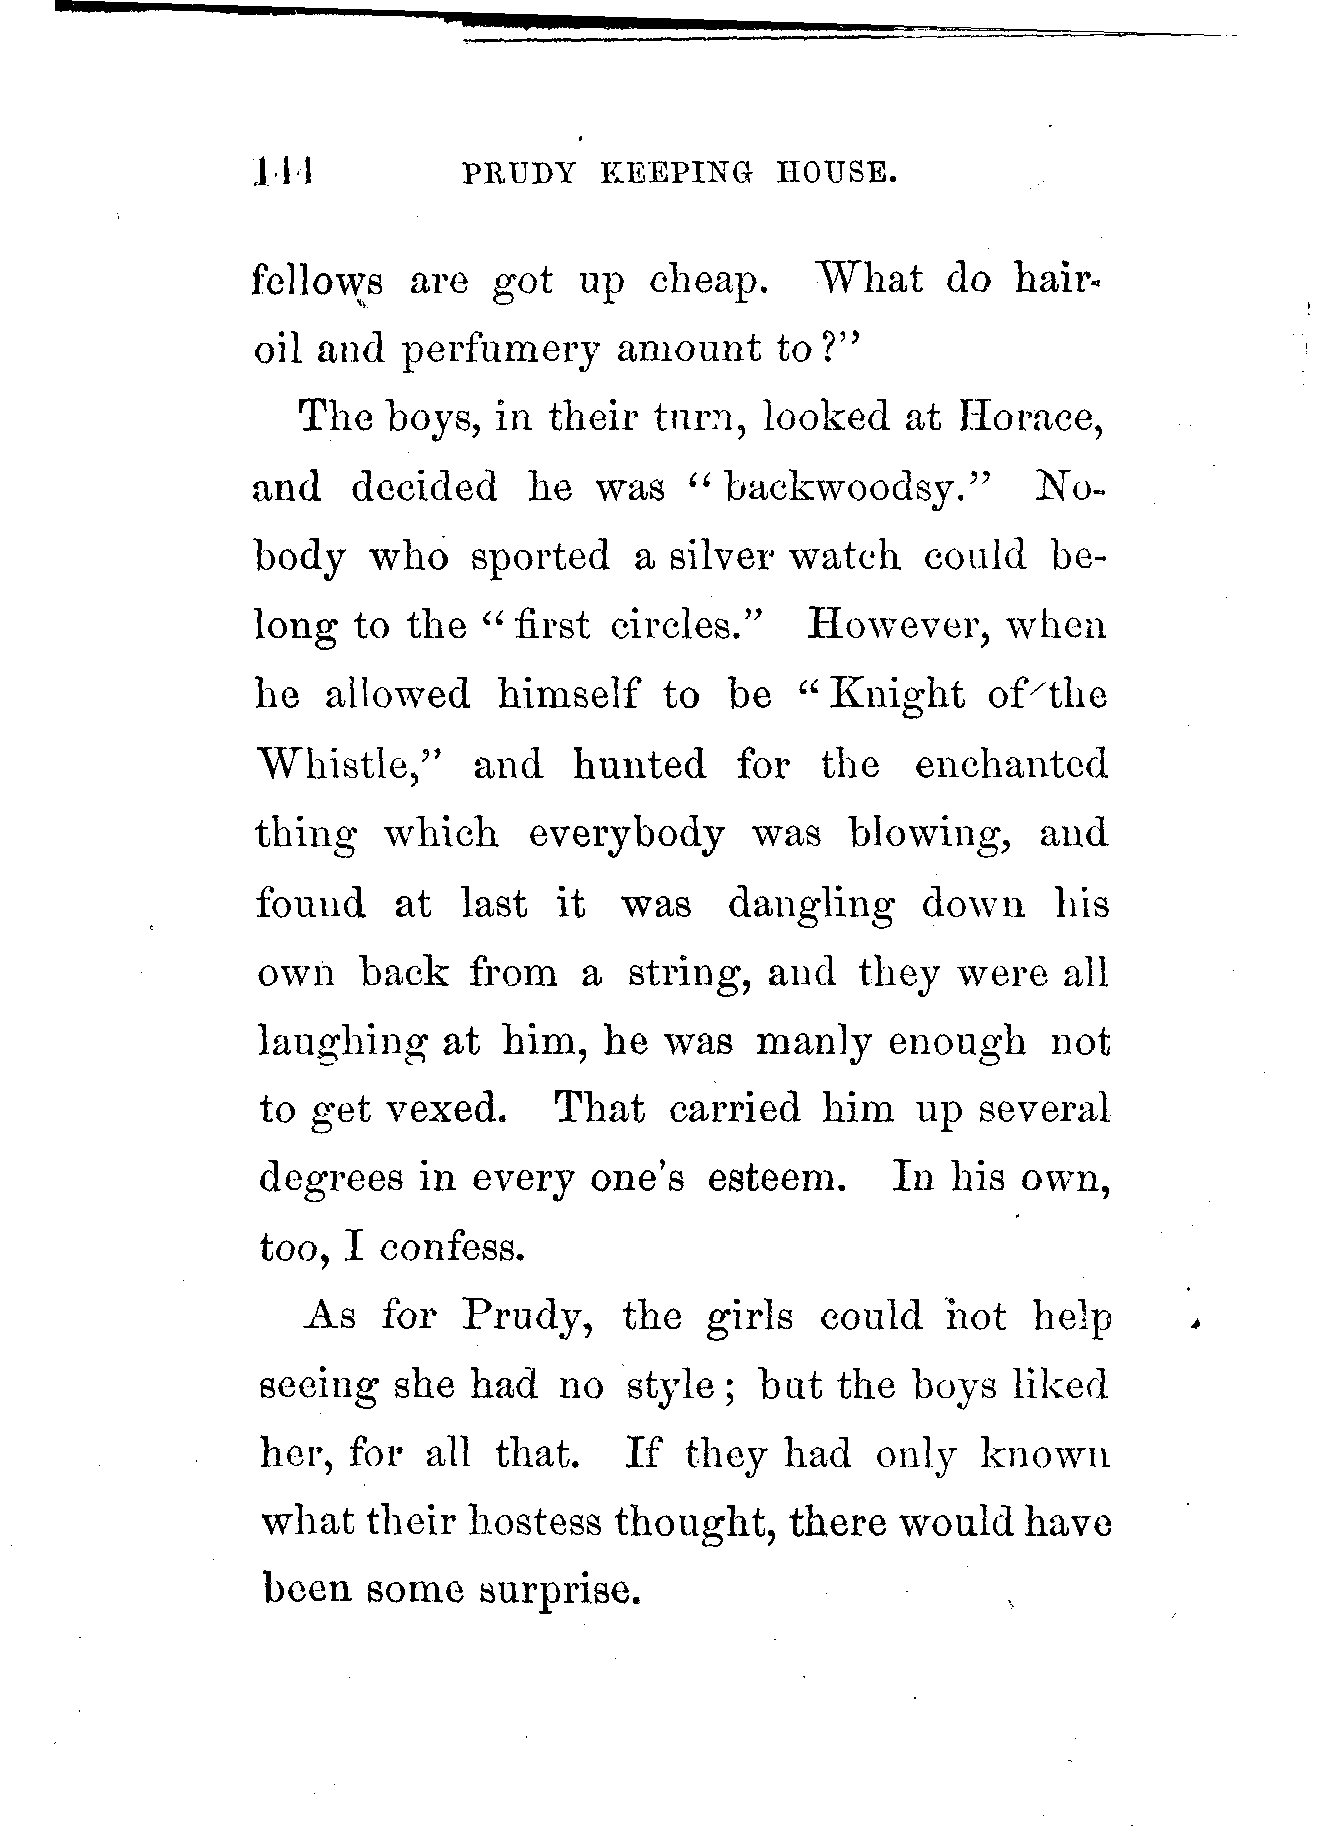 144 PRUDY KEEPING HOUSE.
fellows are got up cheap. What do hair-
oil and perfumery amount to?”
The boys, in their turn, looked at Horace,
and decided he was “backwoodsy.” No-
body who sported a silver watch could be-
long to the “first circles.” However, when
he allowed himself to be “Knight of the
Whistle,” and hunted for the enchanted
thing which everybody was blowing, and
found at last it was dangling down his
own back from a string, and they were all
laughing at him, he was manly enough not
to get vexed. That carried him up several
degrees in every one's esteem. In his own,
too, I confess.
As for Prudy, the girls could not help
seeing she had no style; but the boys liked
her, for all that. If they had only known
what their hostess thought, there would have
been some surprise.